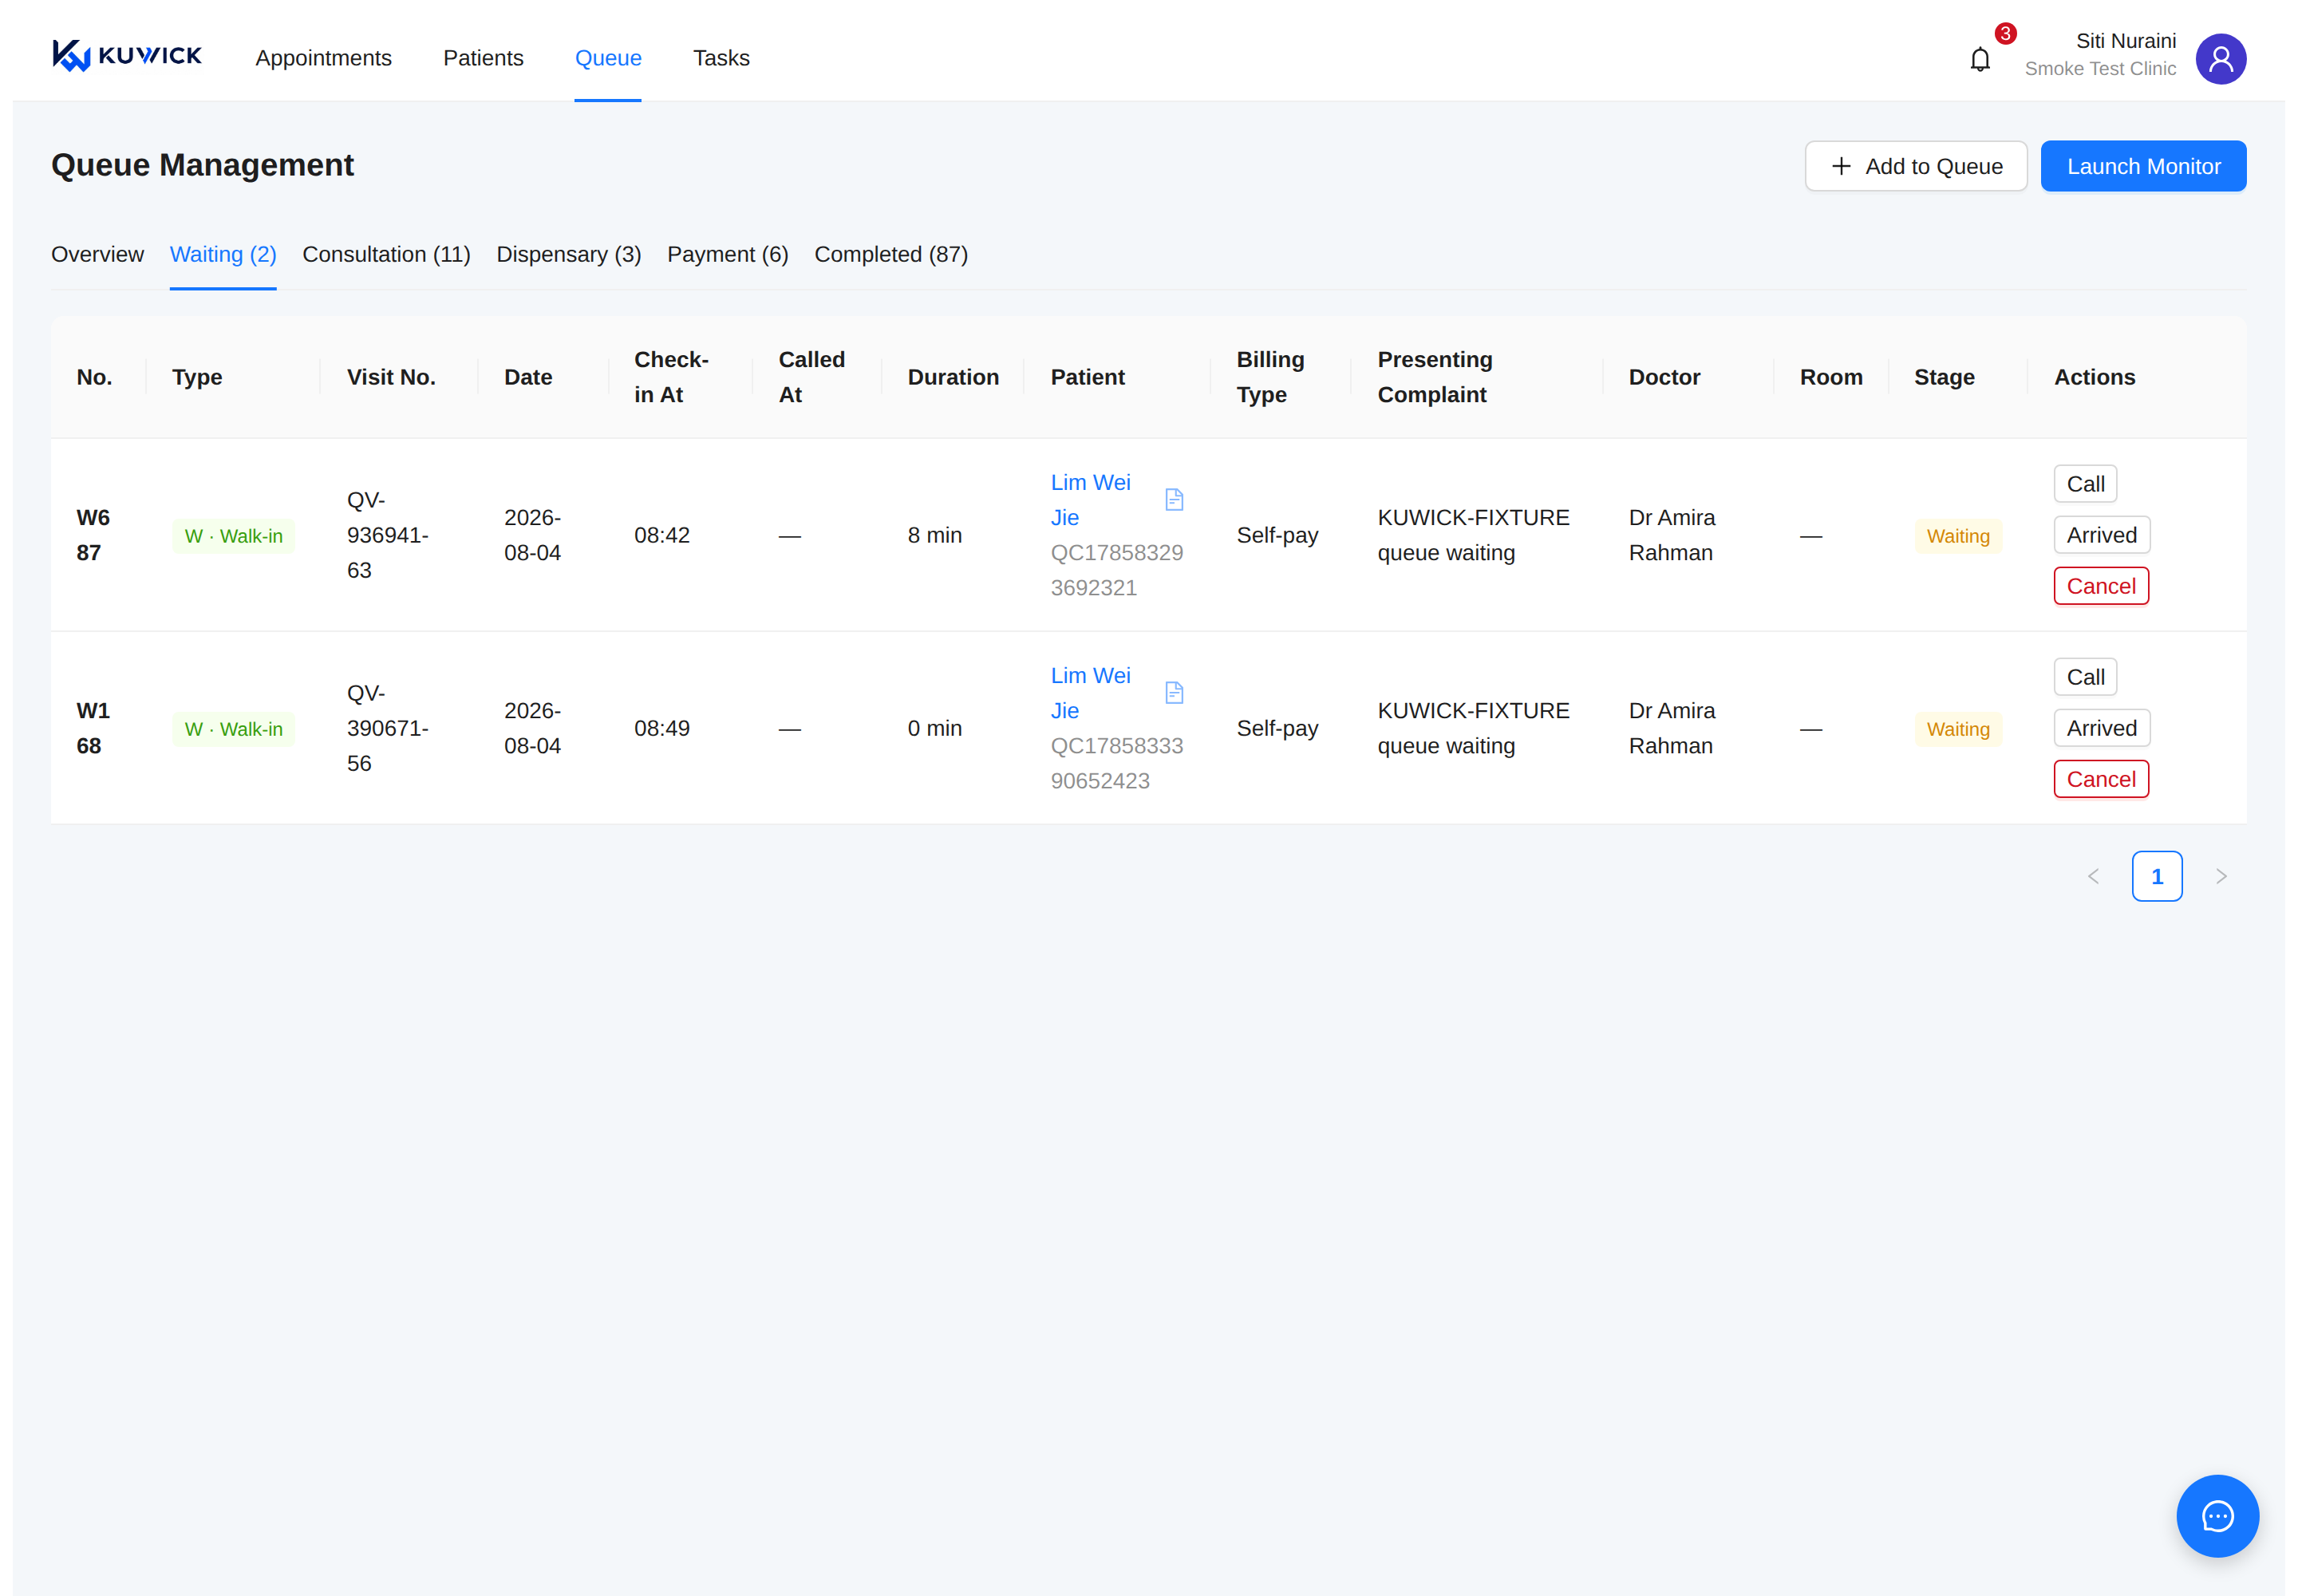 KUWICK
Appointments
Patients
Queue
Tasks
3
Siti Nuraini
Smoke Test Clinic
Queue Management
Add to Queue
Launch Monitor
Overview
Waiting (2)
Consultation (11)
Dispensary (3)
Payment (6)
Completed (87)
No.
Type
Visit No.
Date
Check-
in At
Called
At
Duration
Patient
Billing
Type
Presenting
Complaint
Doctor
Room
Stage
Actions
W6
87
W · Walk-in
QV-
936941-
63
2026-
08-04
08:42
—
8 min
Lim Wei
Jie
QC17858329
3692321
Self-pay
KUWICK-FIXTURE
queue waiting
Dr Amira
Rahman
—
Waiting
Call
Arrived
Cancel
W1
68
W · Walk-in
QV-
390671-
56
2026-
08-04
08:49
—
0 min
Lim Wei
Jie
QC17858333
90652423
Self-pay
KUWICK-FIXTURE
queue waiting
Dr Amira
Rahman
—
Waiting
Call
Arrived
Cancel
1